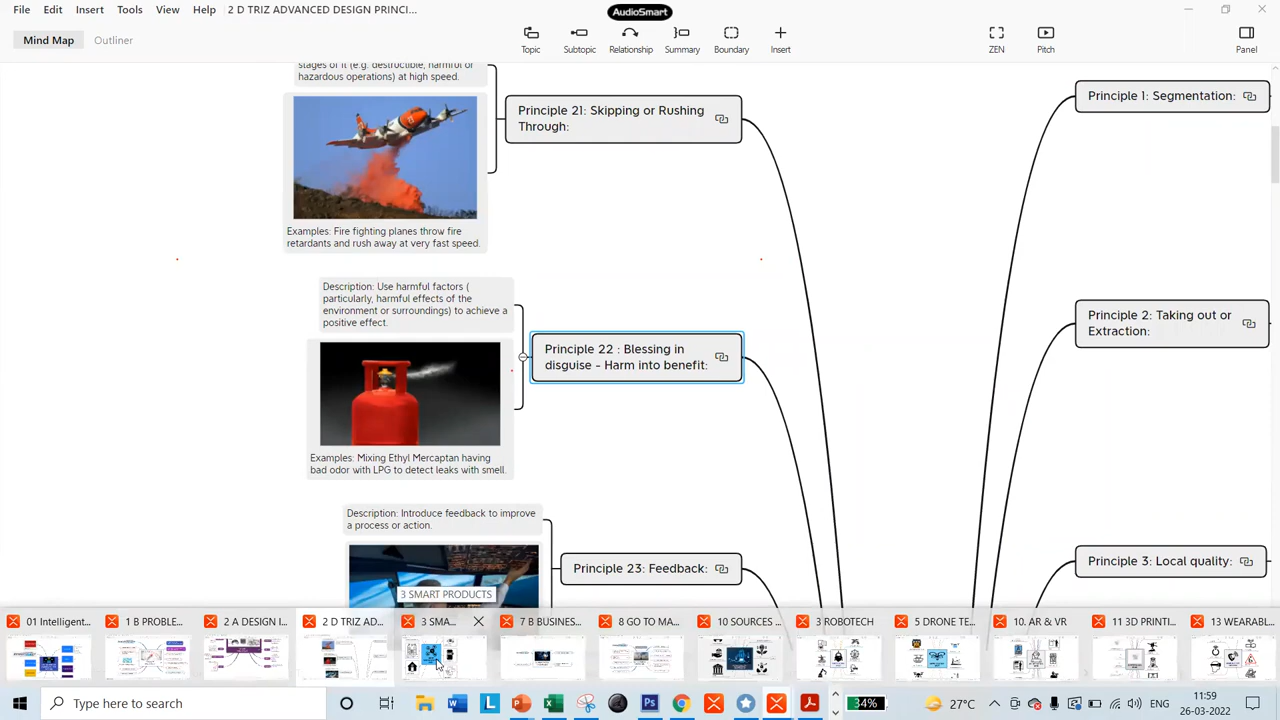 File Edit Insert Tools View Help 2 D TRIZ ADVANCED DESIGN PRINCI...
AudioSmart
Mind Map Outliner
Topic Subtopic Relationship Summary Boundary Insert ZEN Pitch Panel
stages of it (e.g. destructible, harmful or
hazardous operations) at high speed.
Principle 21: Skipping or Rushing
Through:
Examples: Fire fighting planes throw fire
retardants and rush away at very fast speed.
Description: Use harmful factors (
particularly, harmful effects of the
environment or surroundings) to achieve a
positive effect.
Principle 22 : Blessing in
disguise - Harm into benefit:
Examples: Mixing Ethyl Mercaptan having
bad odor with LPG to detect leaks with smell.
Description: Introduce feedback to improve
a process or action.
Principle 23: Feedback:
Principle 1: Segmentation:
Principle 2: Taking out or
Extraction:
Principle 3: Local quality:
3 SMART PRODUCTS
01 Intelligent... 1 B PROBLE... 2 A DESIGN I... 2 D TRIZ AD... 3 SMA... 7 B BUSINES... 8 GO TO MA... 10 SOURCES ... 3 ROBOTECH 5 DRONE TE... 10. AR & VR 11 3D PRINTI... 13 WEARABL...
Type here to search
34%
27°C
ENG
11:59
26-03-2022